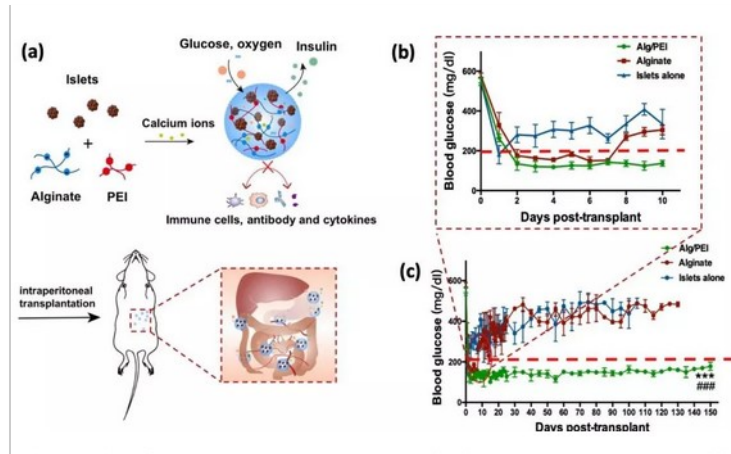 (a)
Glucose, oxygen
Insulin
Islets
+
Calcium ions
Alginate
PEI
Immune cells, antibody and cytokines
intraperitoneal
transplantation
(b)
Alg/PEI
Alginate
Islets alone
Blood glucose (mg/dl)
600
400
200
0
0 2 4 6 8 10
Days post-transplant
(c)
Alg/PEI
Alginate
Islets alone
Blood glucose (mg/dl)
600
400
200
0
0 10 20 30 40 50 60 70 80 90 100 110 120 130 140 150
***
###
Days post-transplant